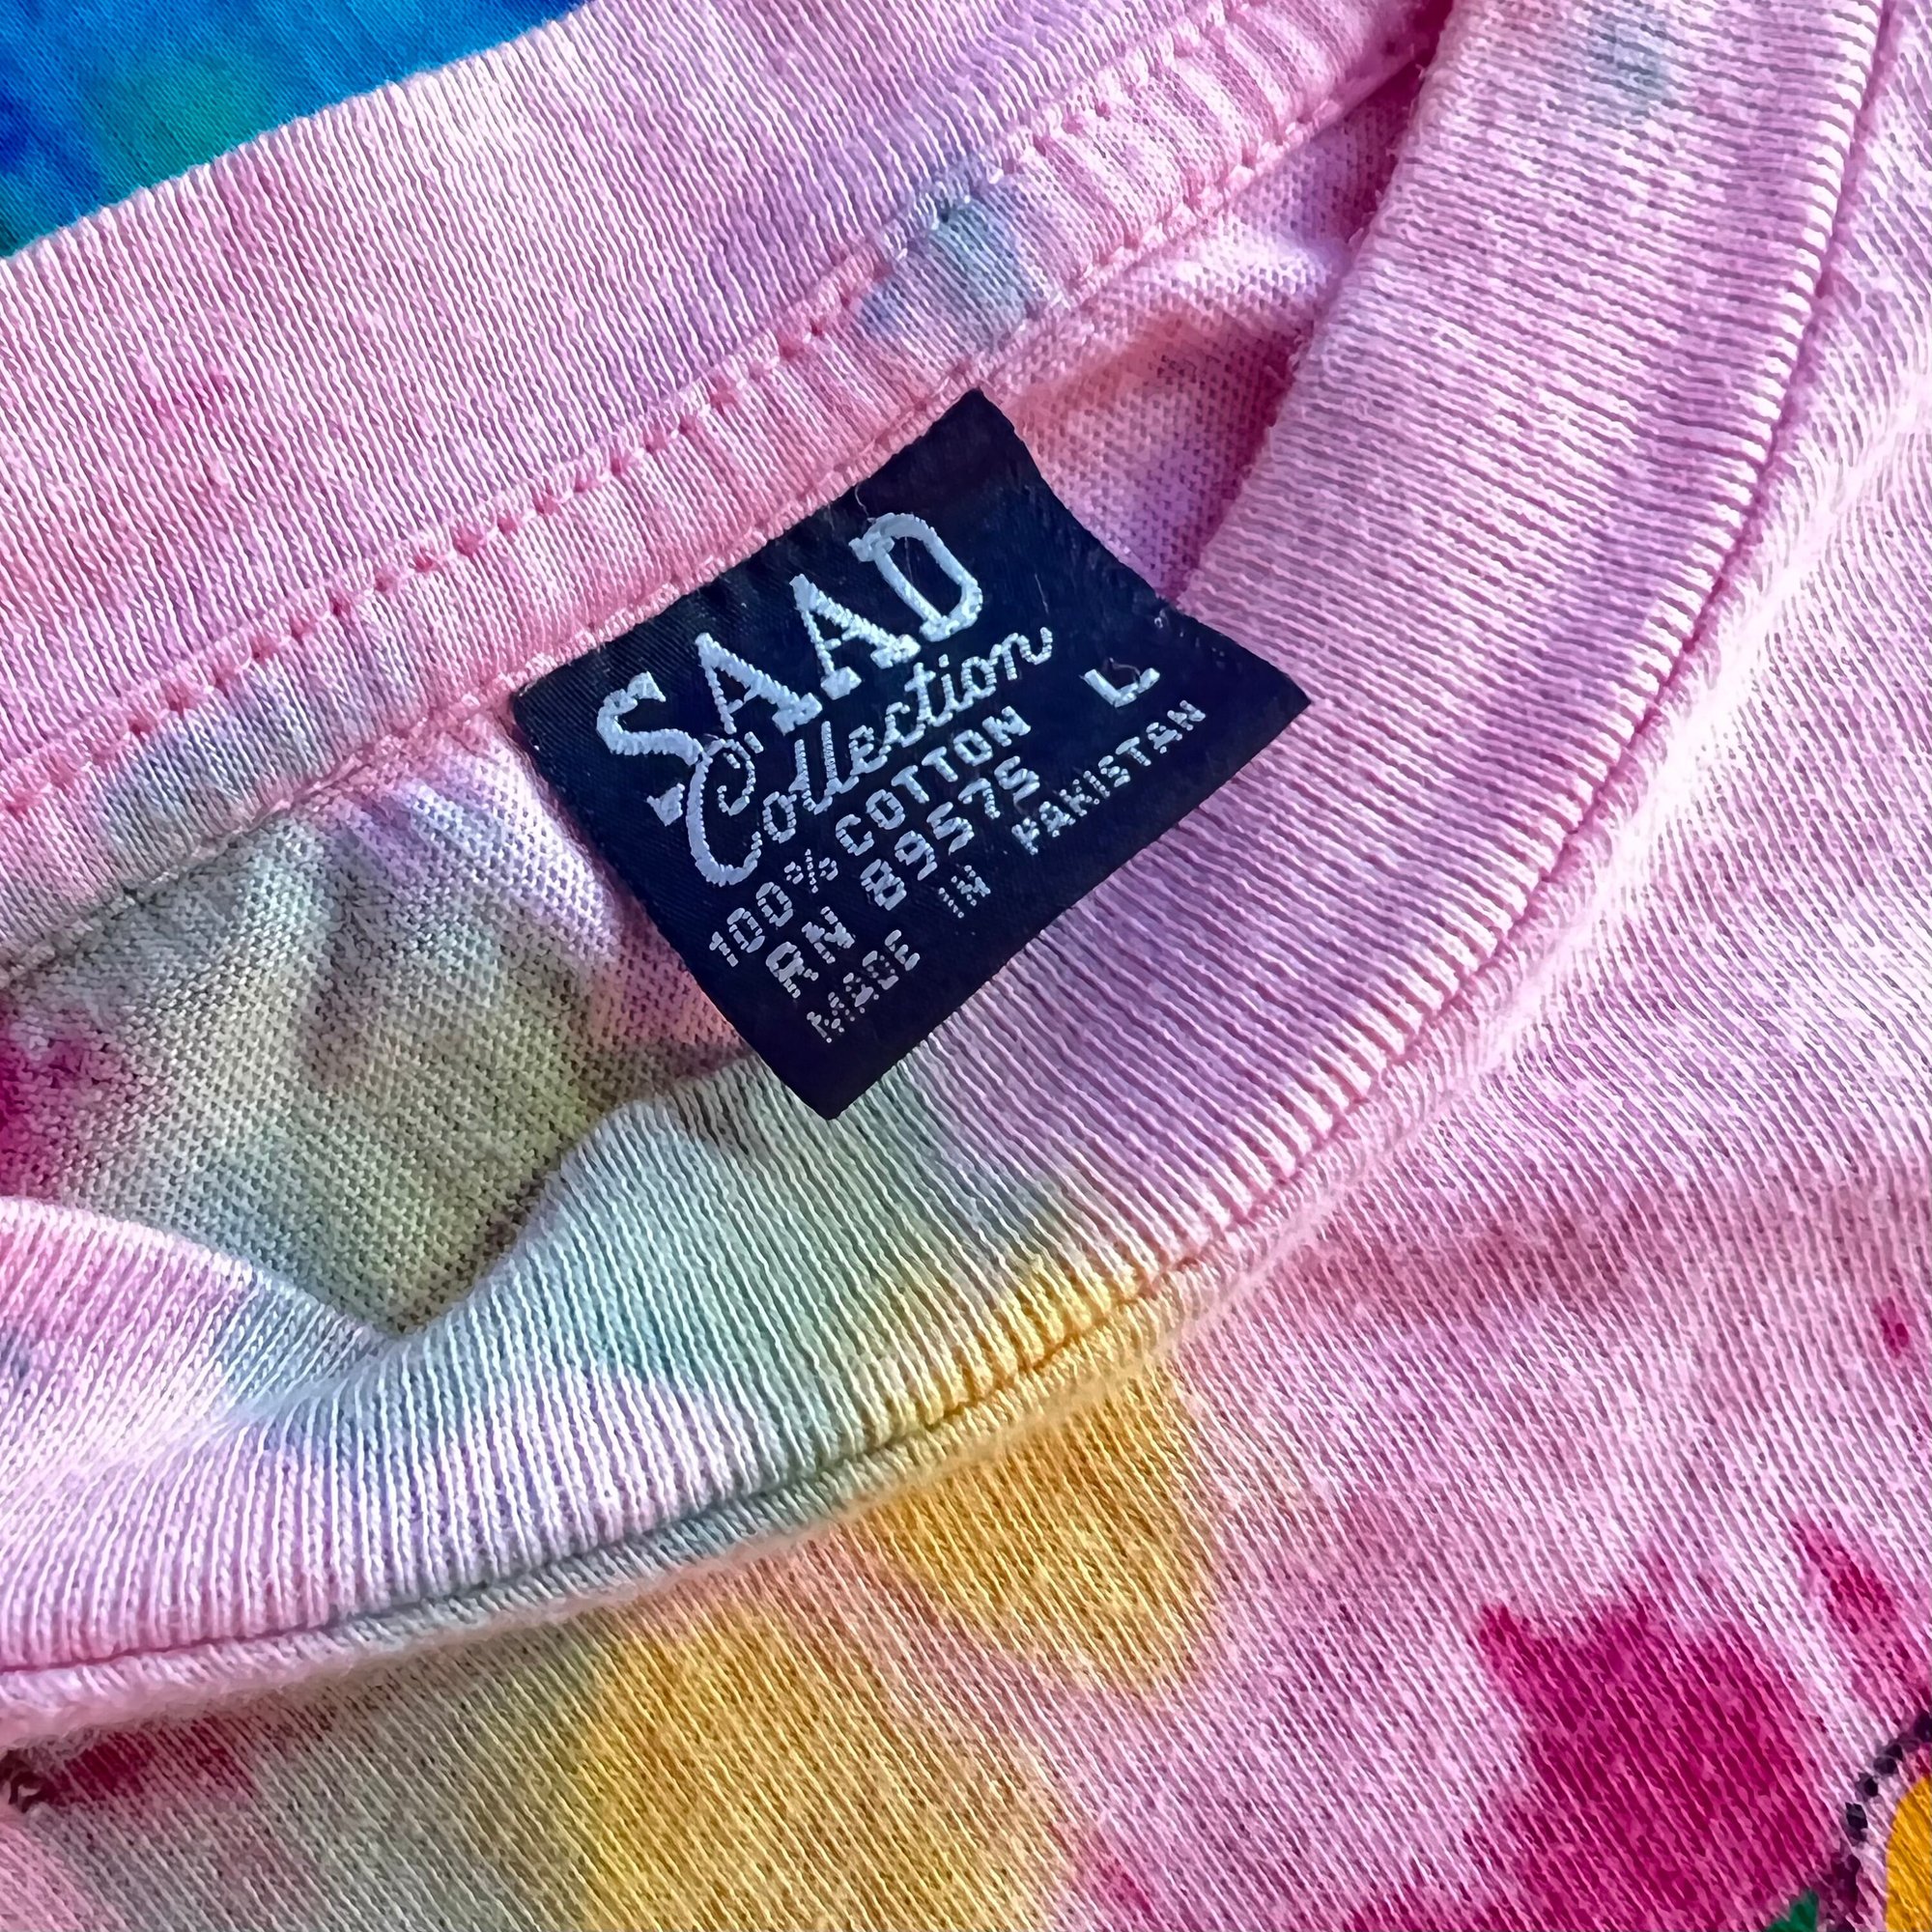 SAAD
Collection
100% COTTON L
RN 89575
MADE IN PAKISTAN